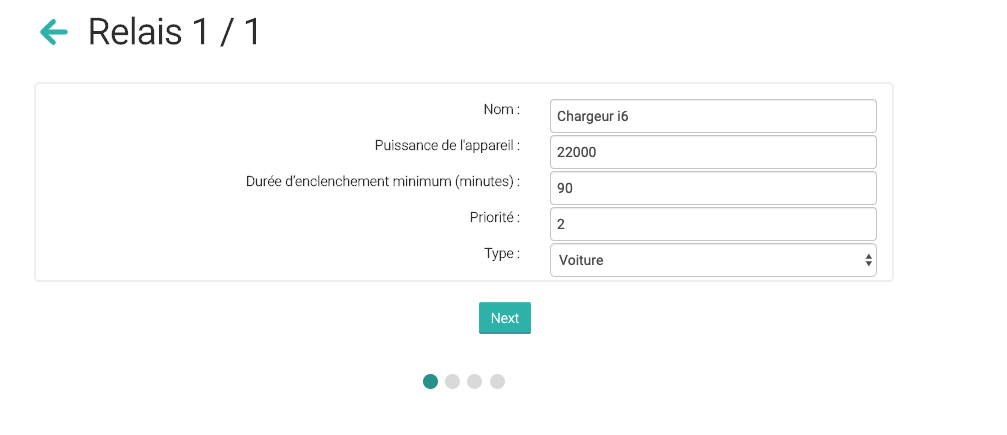 Relais 1 / 1
Nom : Chargeur i6
Puissance de l'appareil : 22000
Durée d'enclenchement minimum (minutes) : 90
Priorité : 2
Type : Voiture
Next